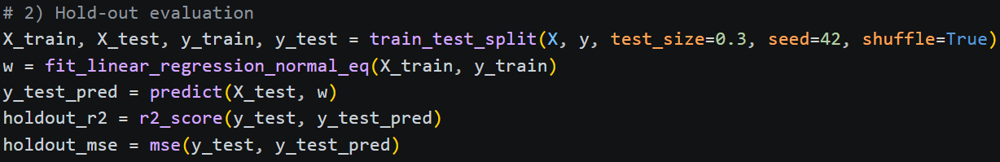 # 2) Hold-out evaluation
X_train, X_test, y_train, y_test = train_test_split(X, y, test_size=0.3, seed=42, shuffle=True)
w = fit_linear_regression_normal_eq(X_train, y_train)
y_test_pred = predict(X_test, w)
holdout_r2 = r2_score(y_test, y_test_pred)
holdout_mse = mse(y_test, y_test_pred)